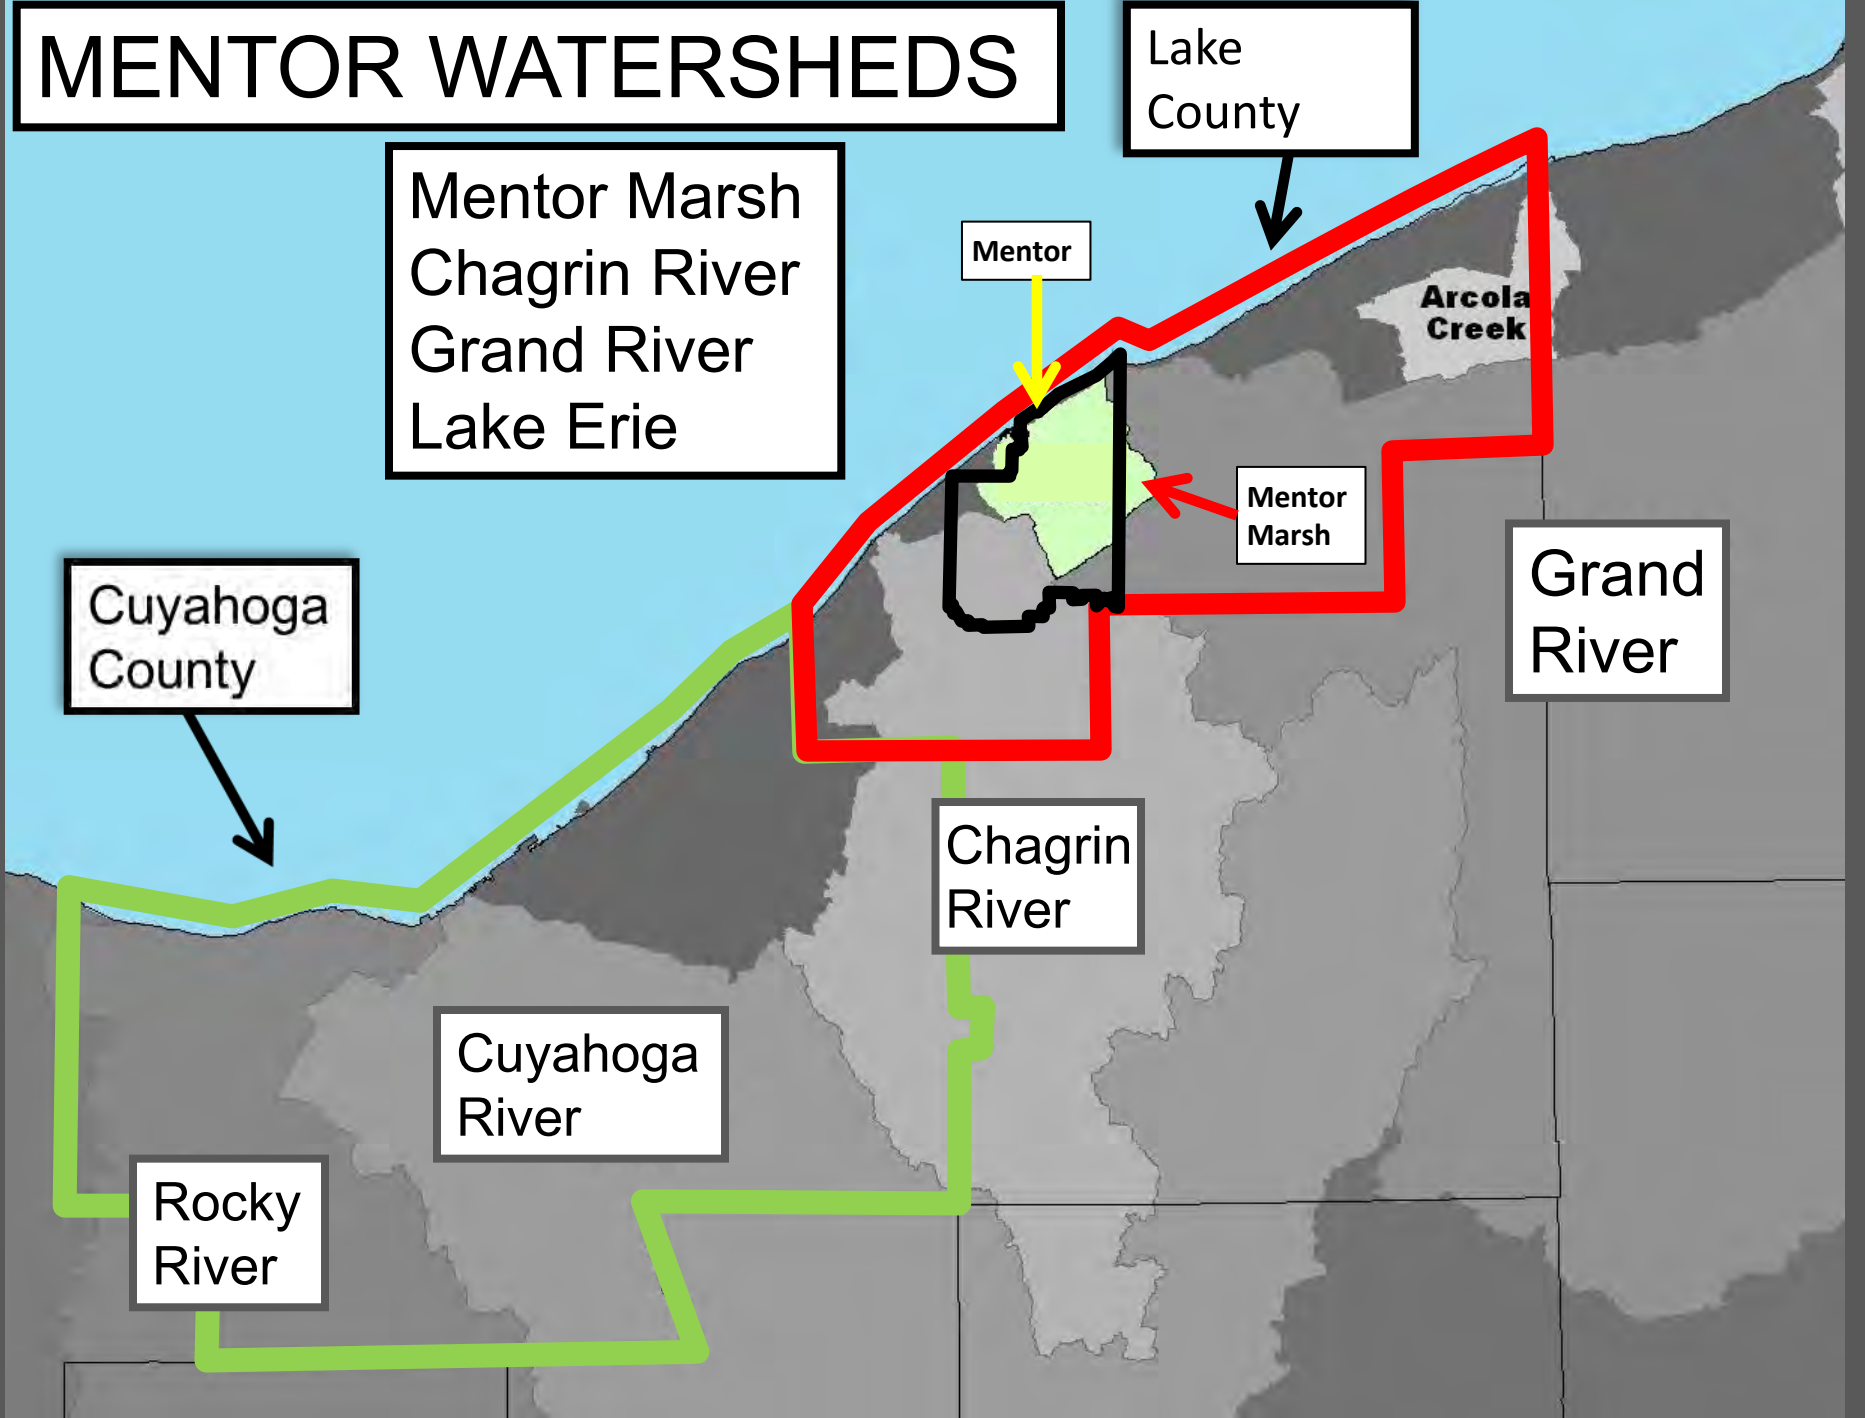 MENTOR WATERSHEDS
Lake
County
Mentor Marsh
Chagrin River
Grand River
Lake Erie
Mentor
Arcola
Creek
Mentor
Marsh
Grand
River
Cuyahoga
County
Chagrin
River
Cuyahoga
River
Rocky
River